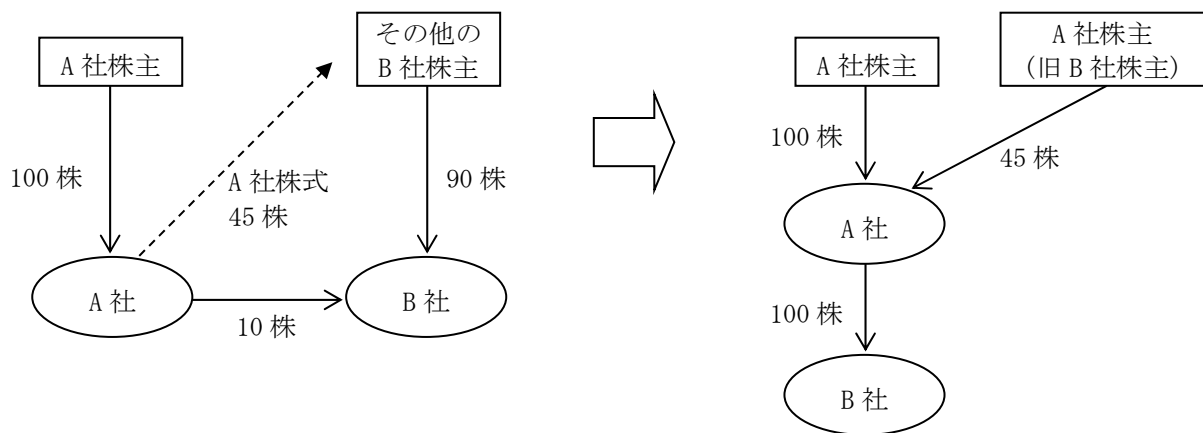 A 社株主
その他の
B 社株主
100 株
A 社株式
45 株
90 株
A 社
10 株
B 社
A 社株主
A 社株主
(旧 B 社株主)
100 株
45 株
A 社
100 株
B 社